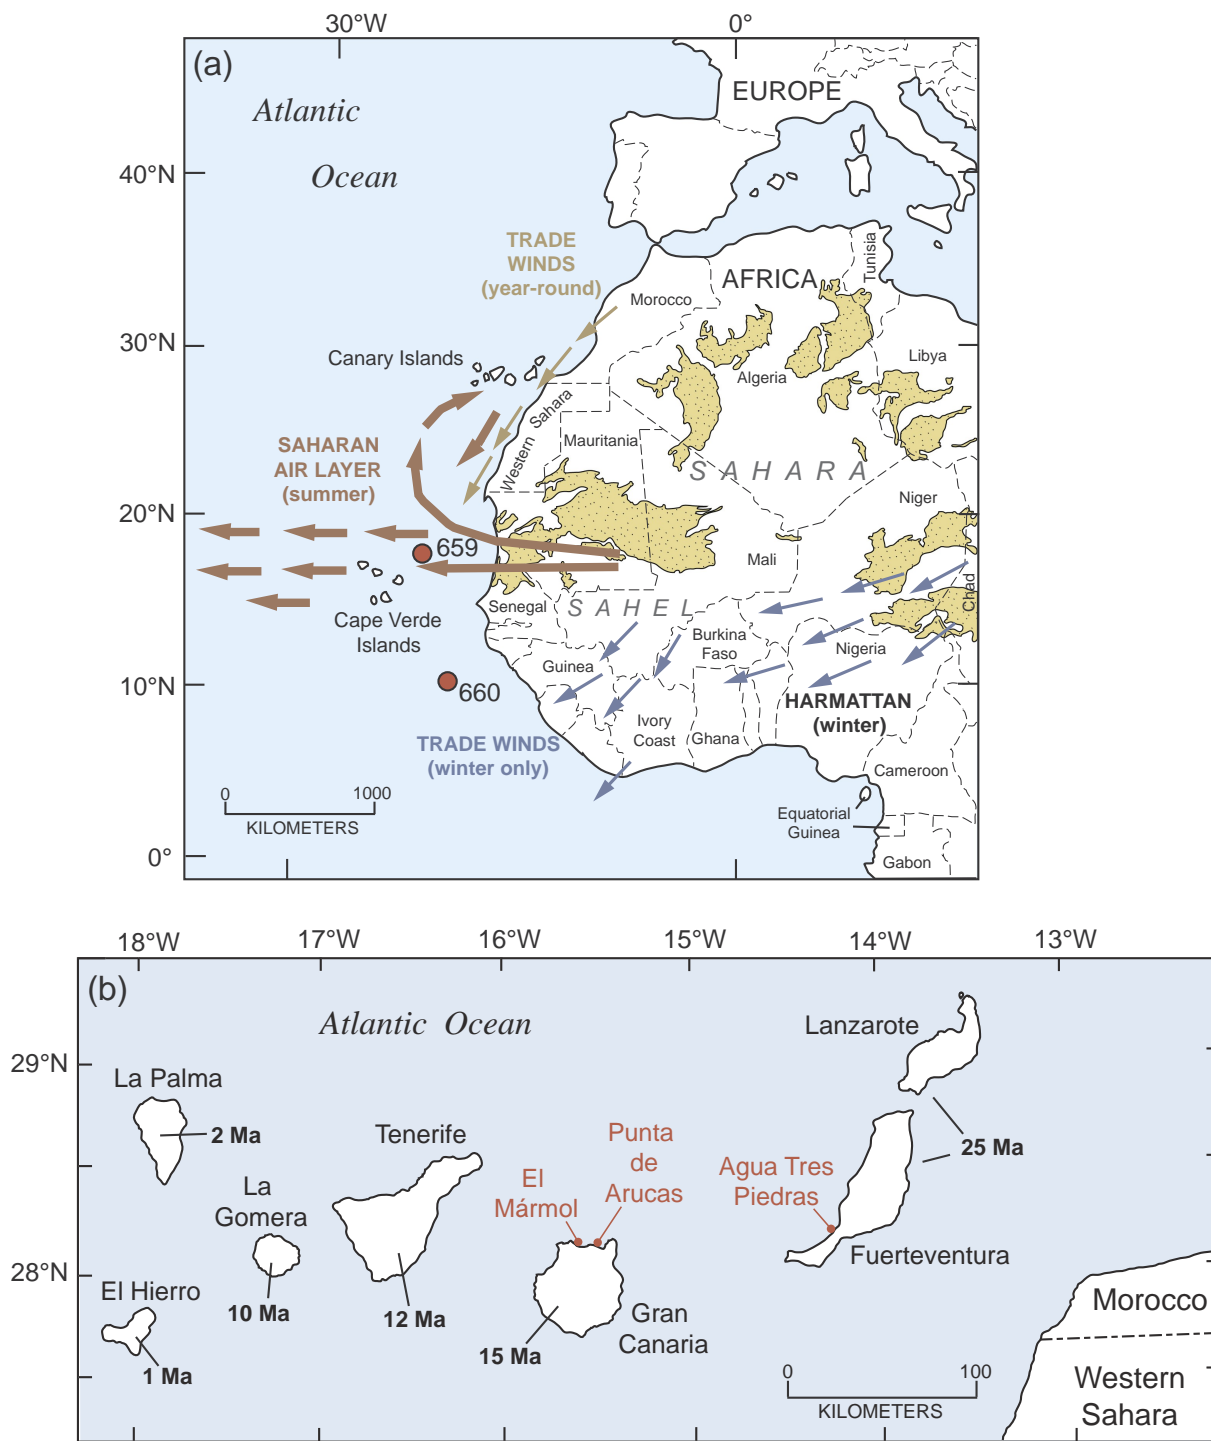 30°W
0°
(a)
Atlantic
Ocean
EUROPE
40°N
TRADE
WINDS
(year-round)
AFRICA
Tunisia
Morocco
30°N
Canary Islands
Algeria
Libya
Western Sahara
Mauritania
SAHARAN
AIR LAYER
(summer)
SAHARA
Niger
20°N
659
Mali
Chad
Senegal
SAHEL
Cape Verde
Islands
Burkina
Faso
Nigeria
Guinea
10°N
660
HARMATTAN
(winter)
Ivory
Coast
Ghana
TRADE WINDS
(winter only)
Cameroon
0
1000
KILOMETERS
Equatorial
Guinea
0°
Gabon
18°W
17°W
16°W
15°W
14°W
13°W
(b)
Atlantic Ocean
Lanzarote
29°N
La Palma
2 Ma
Tenerife
Punta
de
Arucas
25 Ma
El
Mármol
Agua Tres
Piedras
La
Gomera
Fuerteventura
28°N
El Hierro
10 Ma
12 Ma
15 Ma
Gran
Canaria
Morocco
1 Ma
0
100
KILOMETERS
Western
Sahara